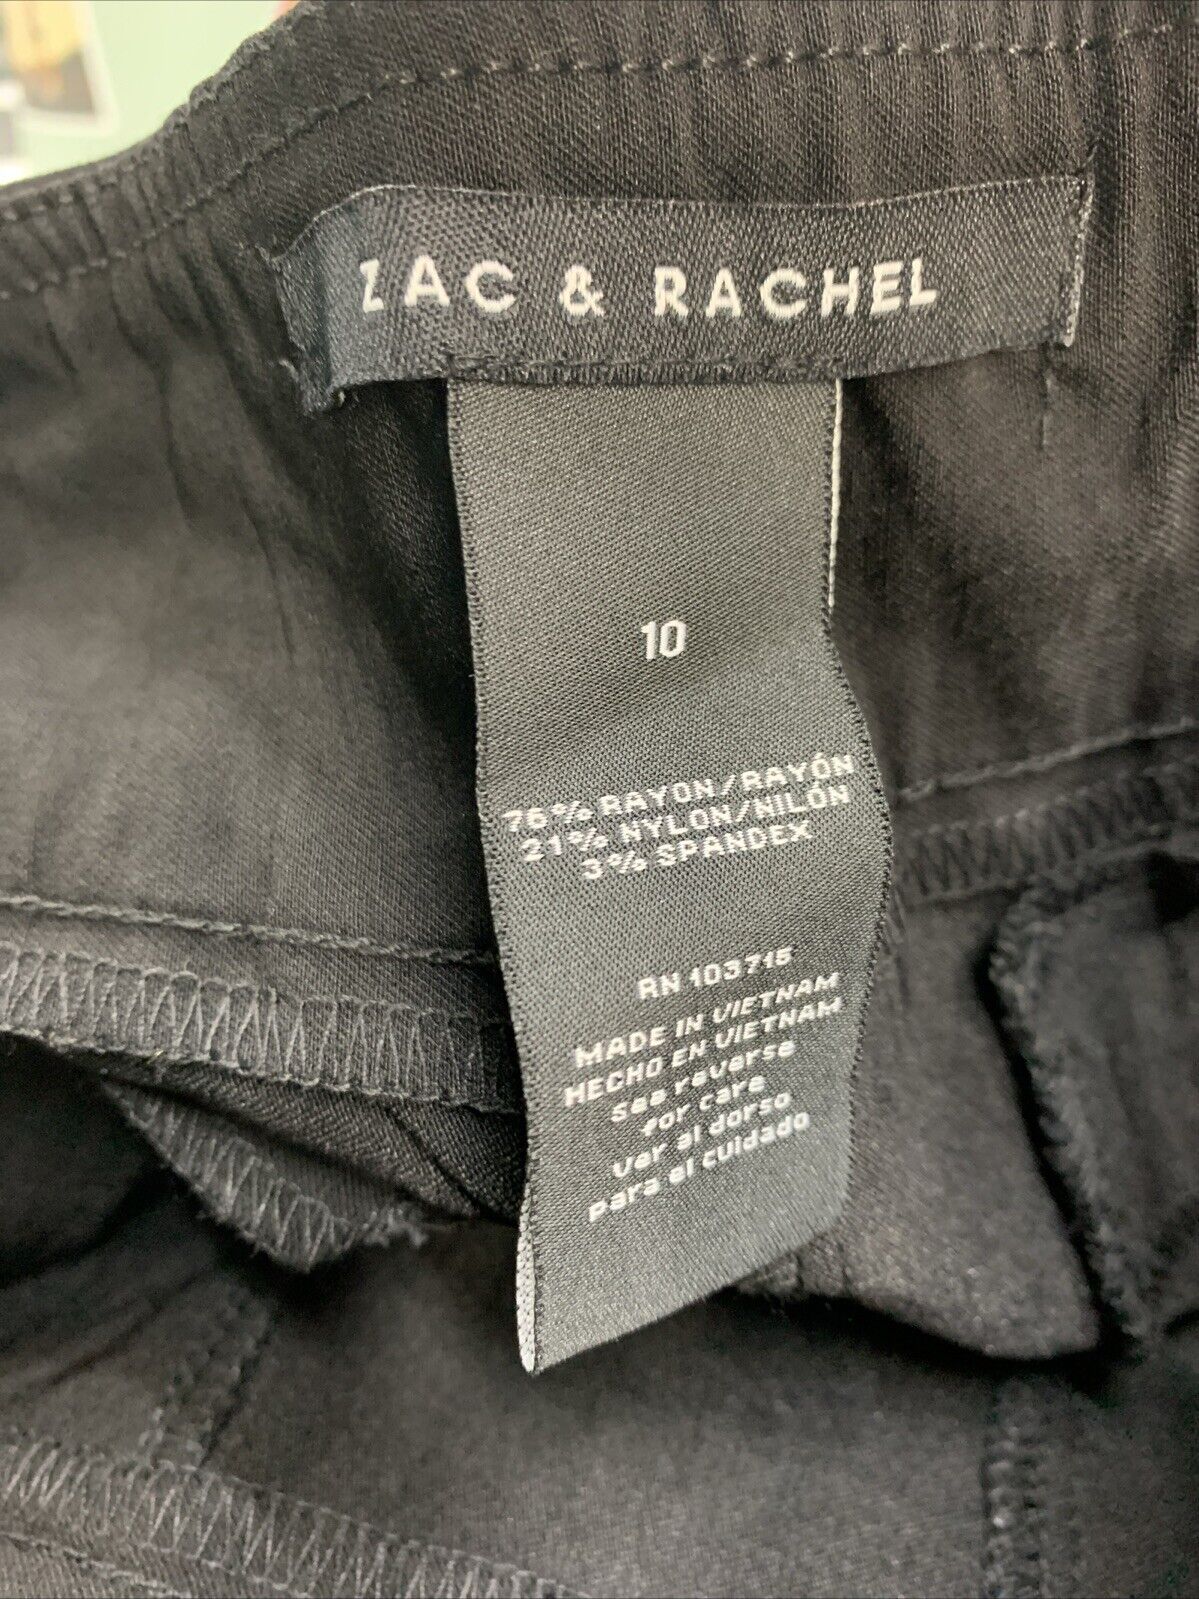 ZAC & RACHEL
10
76% RAYON/RAYÓN
21% NYLON/NILÓN
3% SPANDEX
RN 103715
MADE IN VIETNAM
HECHO EN VIETNAM
see reverse
for care
ver al dorso
para el cuidado